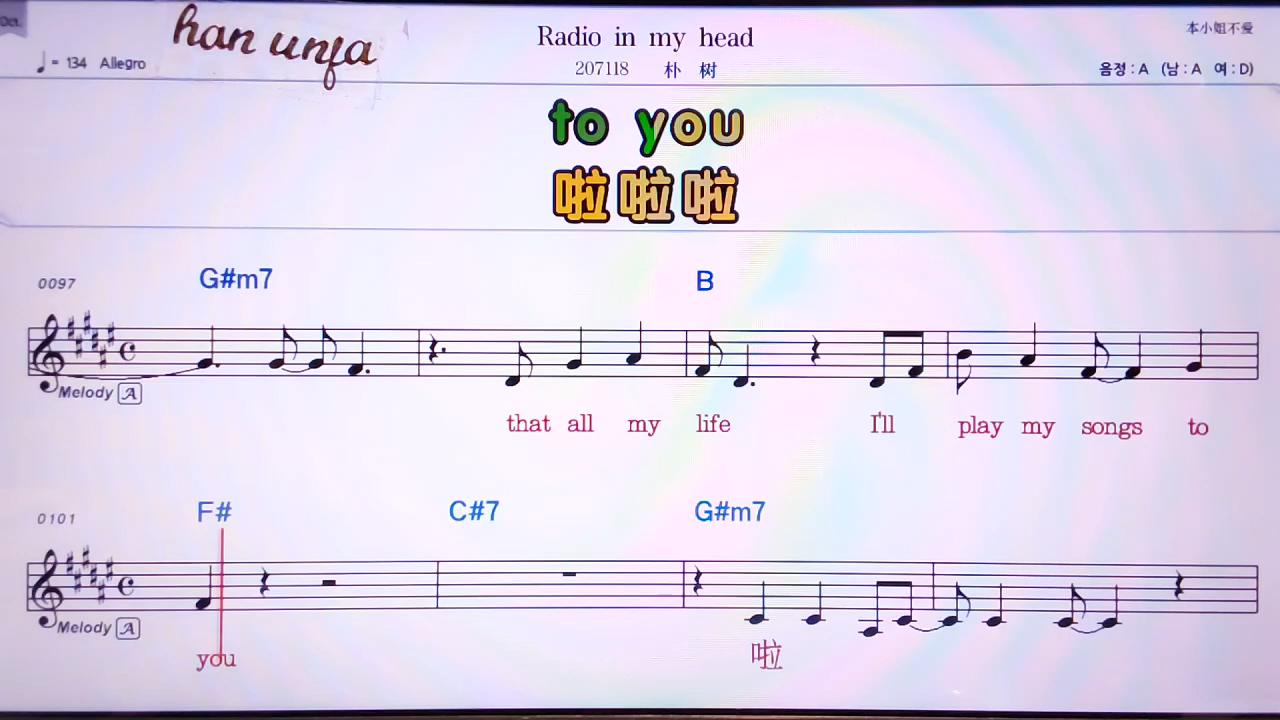 Oct.
han unfa
Radio in my head
本小姐不爱
♩= 134 Allegro
207118 朴 树
음정 : A (남 : A 여 : D)
to you
啦啦啦
0097
G#m7 B
Melody A
that all my life I'll play my songs to
0101
F# C#7 G#m7
Melody A
you 啦